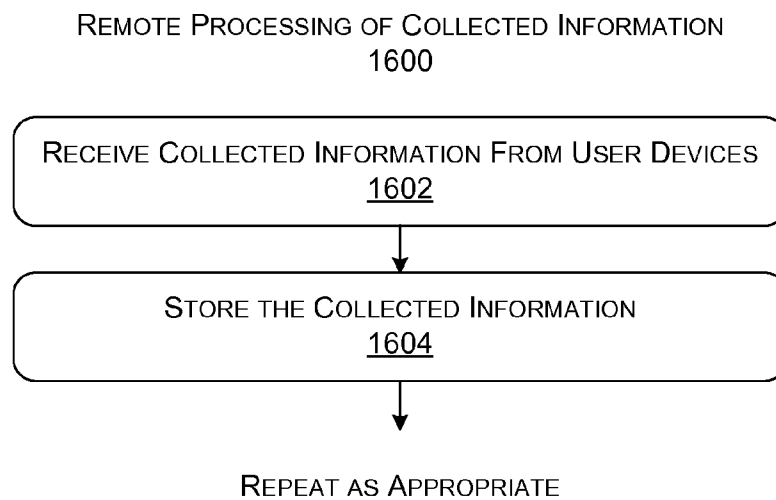 REMOTE PROCESSING OF COLLECTED INFORMATION
1600
RECEIVE COLLECTED INFORMATION FROM USER DEVICES
1602
STORE THE COLLECTED INFORMATION
1604
REPEAT AS APPROPRIATE